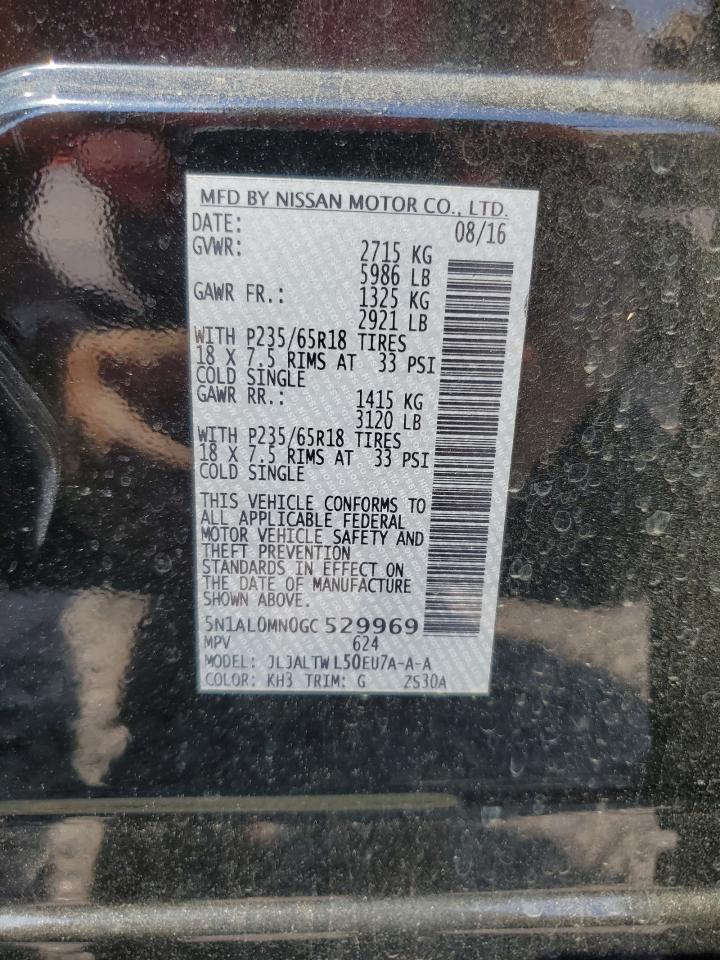 MFD BY NISSAN MOTOR CO., LTD.
DATE: 08/16
GVWR: 2715 KG
5986 LB
GAWR FR.: 1325 KG
2921 LB
WITH P235/65R18 TIRES
18 X 7.5 RIMS AT 33 PSI
COLD SINGLE
GAWR RR.: 1415 KG
3120 LB
WITH P235/65R18 TIRES
18 X 7.5 RIMS AT 33 PSI
COLD SINGLE
THIS VEHICLE CONFORMS TO
ALL APPLICABLE FEDERAL
MOTOR VEHICLE SAFETY AND
THEFT PREVENTION
STANDARDS IN EFFECT ON
THE DATE OF MANUFACTURE
SHOWN ABOVE.
5N1AL0MN0GC 529969
MPV 624
MODEL: JLJALTWL50EU7A-A-A
COLOR: KH3 TRIM: G ZS30A